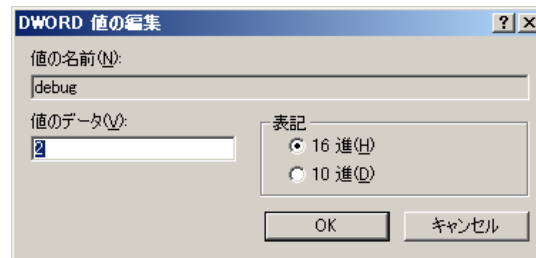 DWORD 値の編集
値の名前(N):
debug
値のデータ(V):
2
表記
16 進(H)
10 進(D)
OK
キャンセル